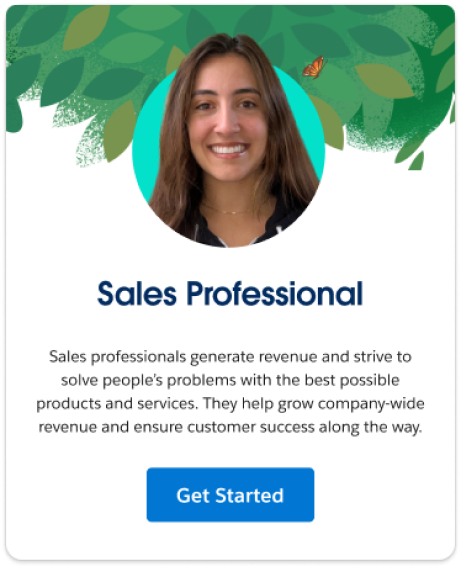 Sales Professional
Sales professionals generate revenue and strive to
solve people’s problems with the best possible
products and services. They help grow company-wide
revenue and ensure customer success along the way.
Get Started